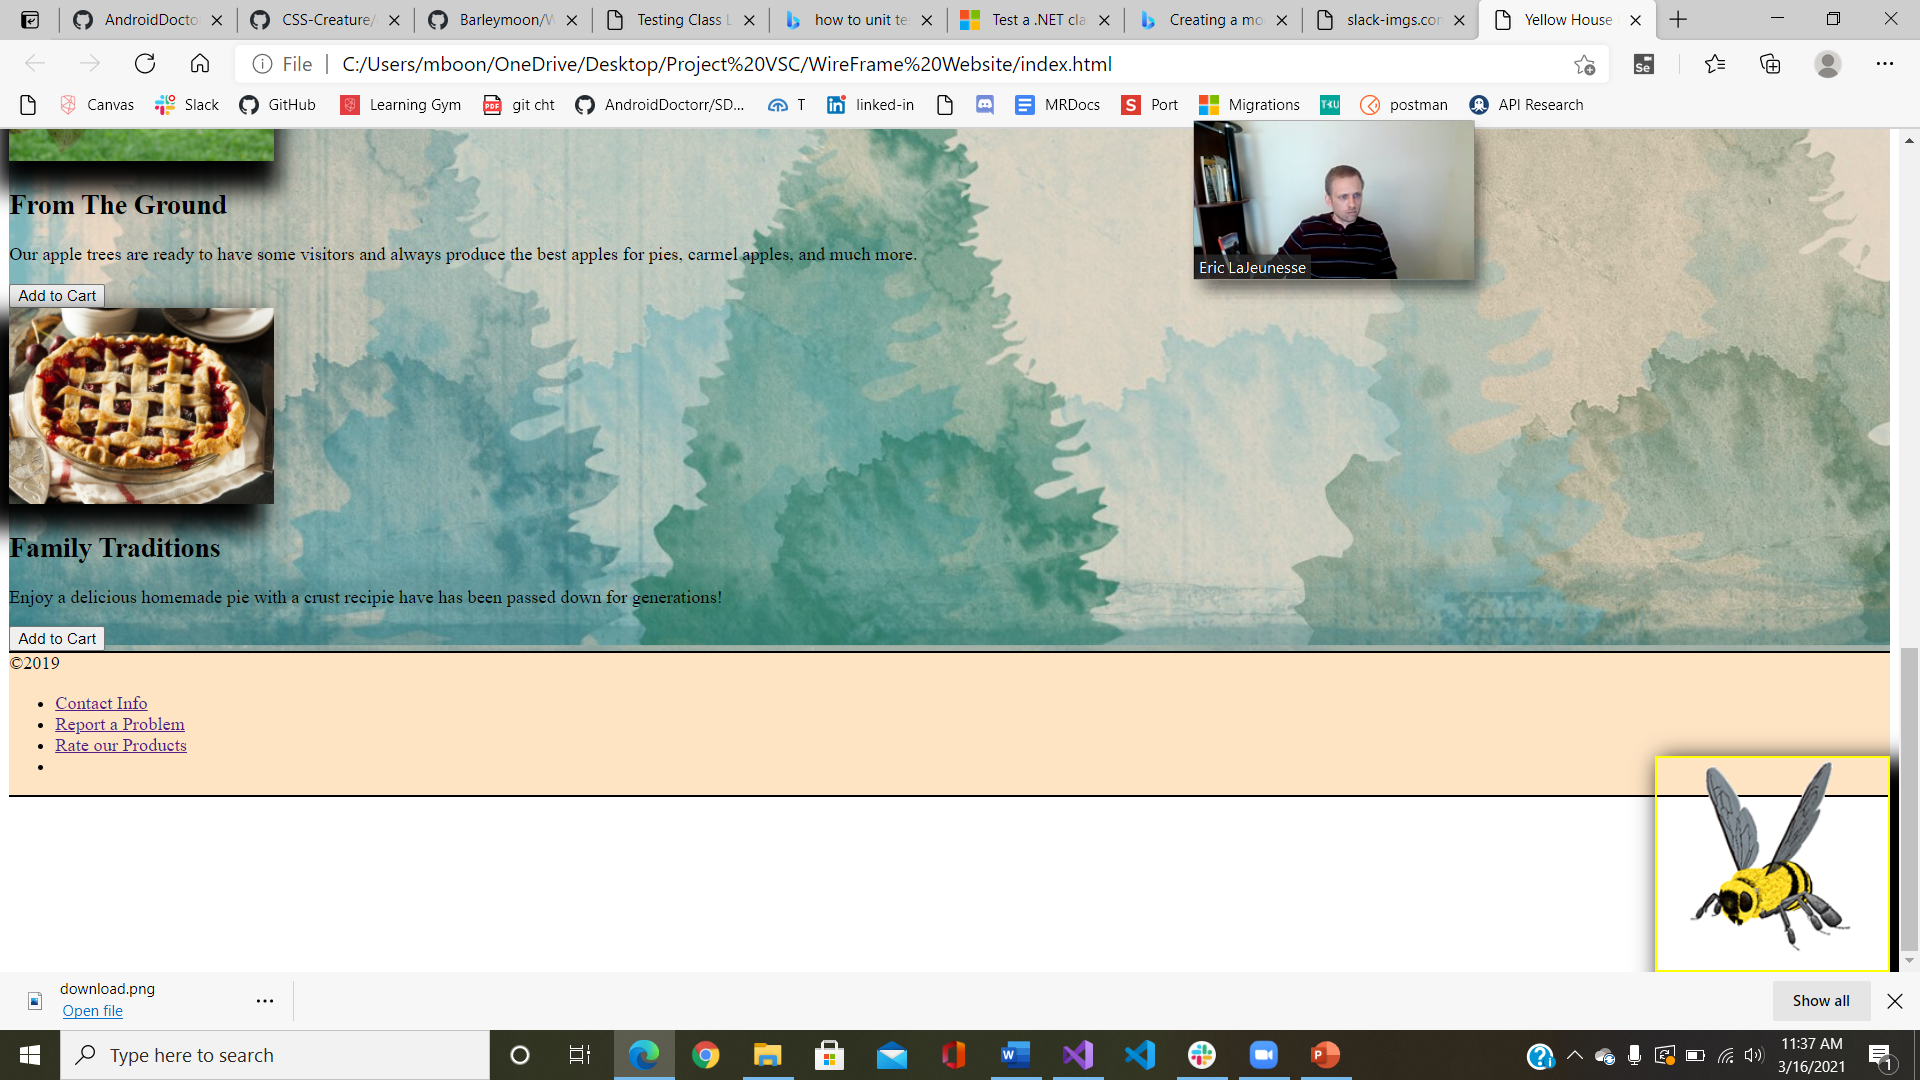 AndroidDocto
CSS-Creature/
Barleymoon/W
Testing Class L
how to unit te
Test a .NET cla
Creating a mo
slack-imgs.con
Yellow House
File
C:/Users/mboon/OneDrive/Desktop/Project%20VSC/WireFrame%20Website/index.html
Se
Canvas
Slack
GitHub
Learning Gym
PDF
git cht
AndroidDoctorr/SD...
T
linked-in
MRDocs
S
Port
Migrations
TKU
postman
API Research
Eric LaJeunesse
From The Ground
Our apple trees are ready to have some visitors and always produce the best apples for pies, carmel apples, and much more.
Add to Cart
Family Traditions
Enjoy a delicious homemade pie with a crust recipie have has been passed down for generations!
Add to Cart
©2019
Contact Info
Report a Problem
Rate our Products
download.png
Open file
Show all
Type here to search
11:37 AM
3/16/2021
1